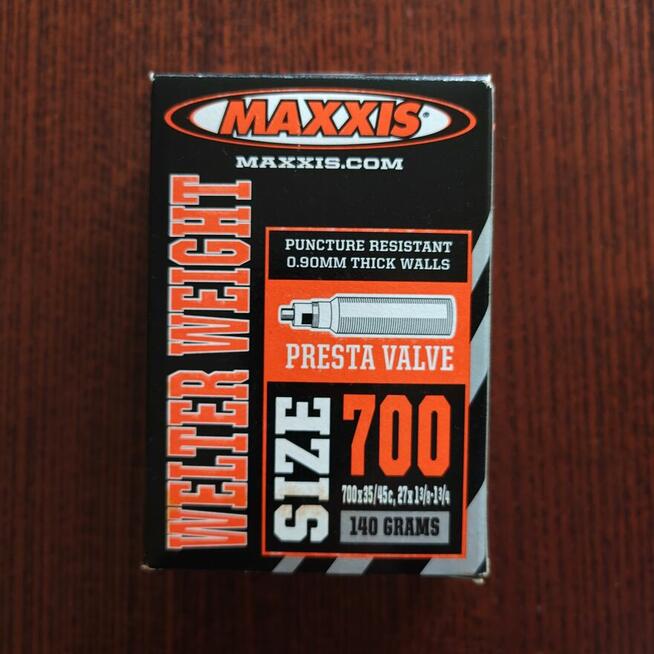 MAXXIS®
MAXXIS.COM
WELTER WEIGHT
PUNCTURE RESISTANT
0.90MM THICK WALLS
PRESTA VALVE
SIZE
700
700x35/45c, 27x1³/₈-1³/₄
140 GRAMS